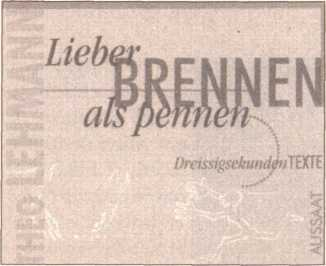 THEO LEHMANN
Lieber
BRENNEN
als pennen
DreissigsekundenTEXTE
AUSSAAT